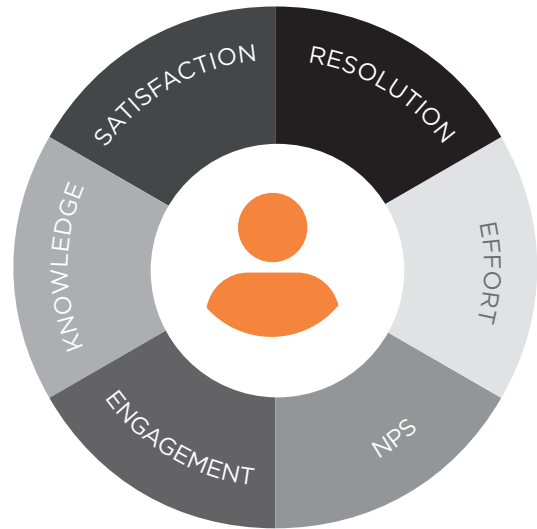 SATISFACTION
RESOLUTION
EFFORT
NPS
ENGAGEMENT
KNOWLEDGE